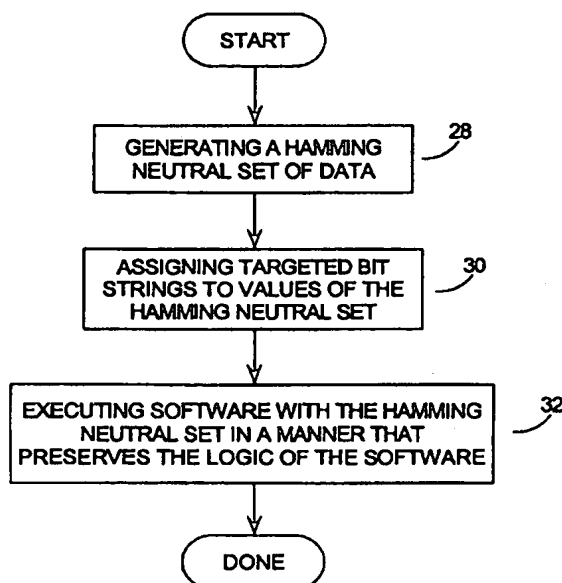 START
GENERATING A HAMMING
NEUTRAL SET OF DATA
28
ASSIGNING TARGETED BIT
STRINGS TO VALUES OF THE
HAMMING NEUTRAL SET
30
EXECUTING SOFTWARE WITH THE HAMMING
NEUTRAL SET IN A MANNER THAT
PRESERVES THE LOGIC OF THE SOFTWARE
32
DONE